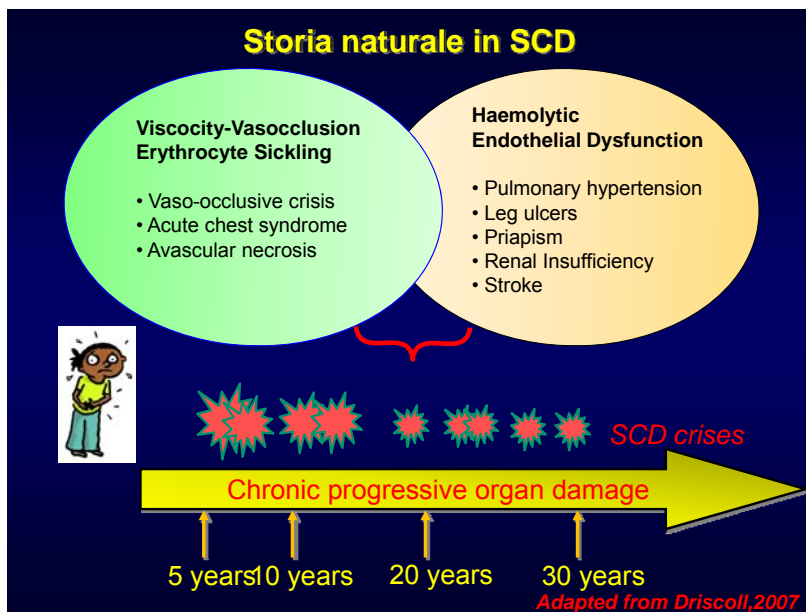 Storia naturale in SCD
Viscocity-Vasocclusion
Erythrocyte Sickling
• Vaso-occlusive crisis
• Acute chest syndrome
• Avascular necrosis
Haemolytic
Endothelial Dysfunction
• Pulmonary hypertension
• Leg ulcers
• Priapism
• Renal Insufficiency
• Stroke
SCD crises
Chronic progressive organ damage
5 years 10 years 20 years 30 years
Adapted from Driscoll,2007